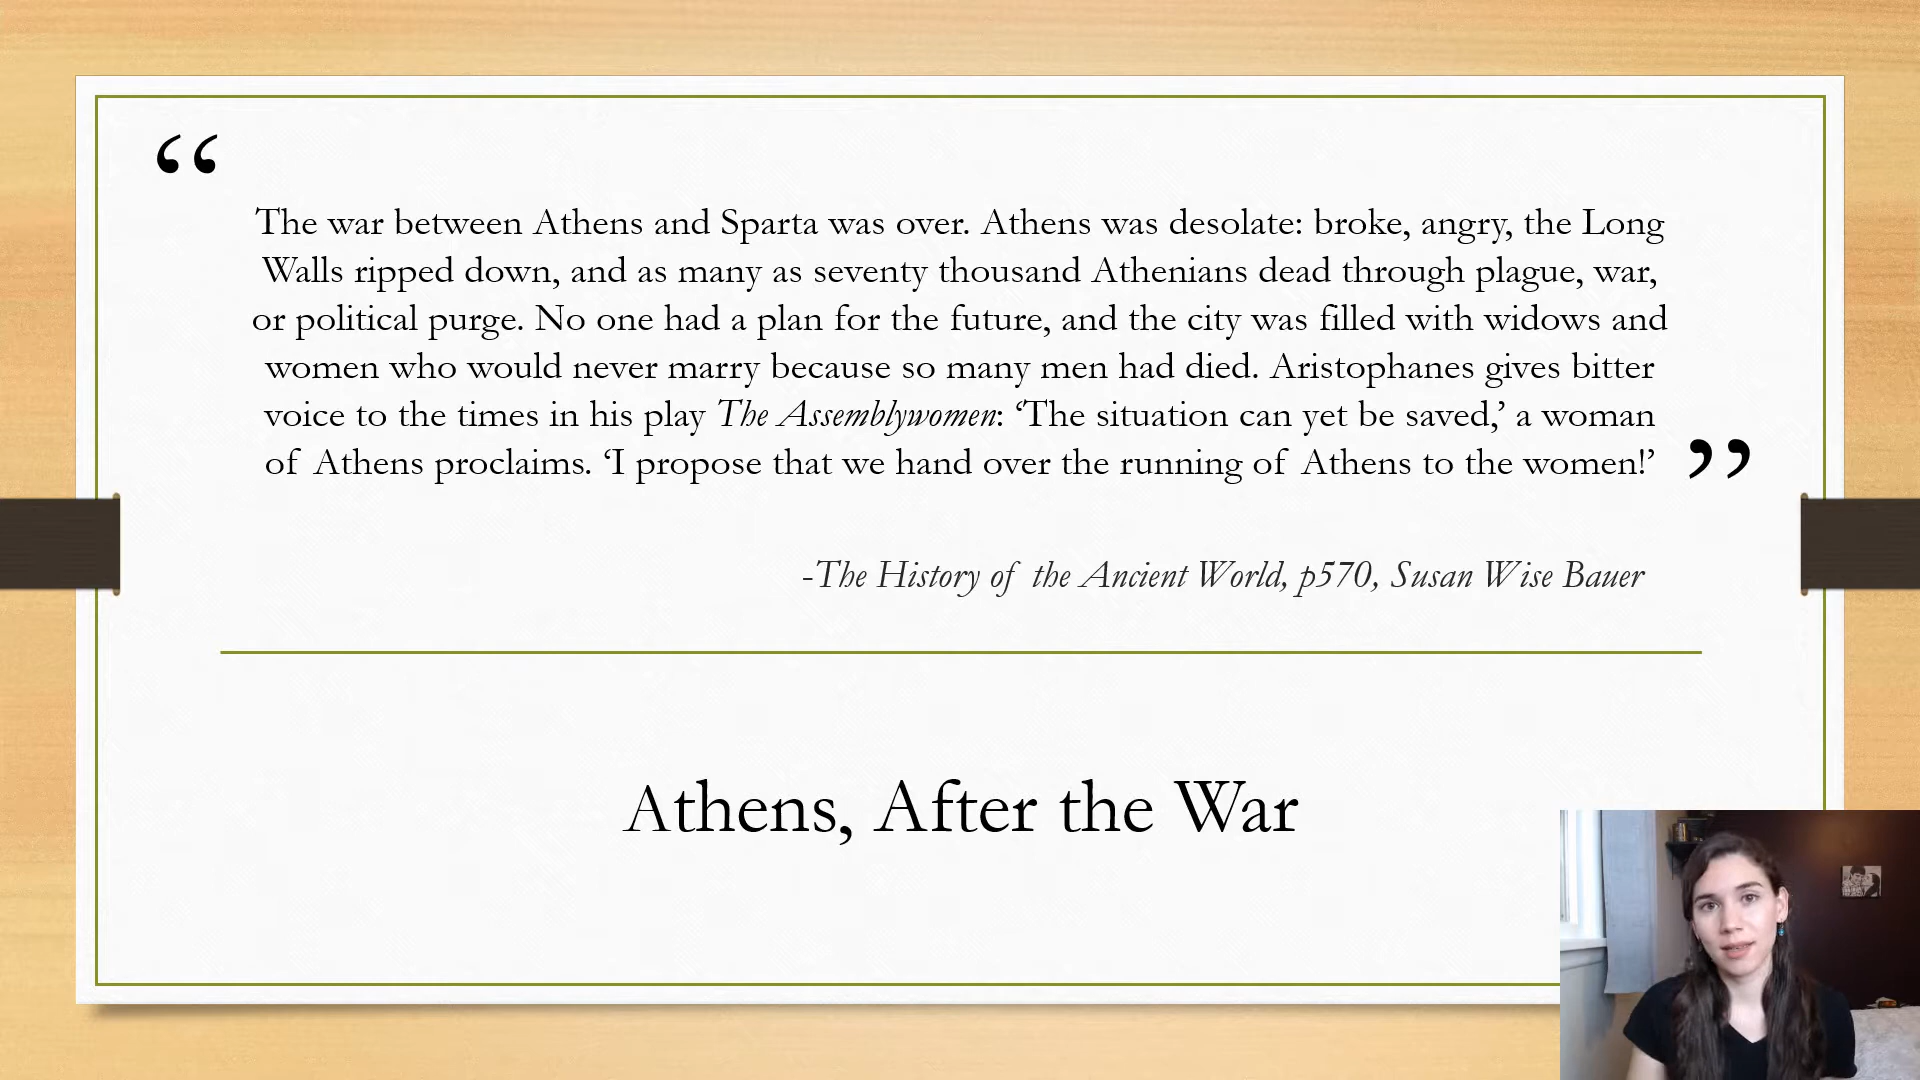 “
The war between Athens and Sparta was over. Athens was desolate: broke, angry, the Long
Walls ripped down, and as many as seventy thousand Athenians dead through plague, war,
or political purge. No one had a plan for the future, and the city was filled with widows and
women who would never marry because so many men had died. Aristophanes gives bitter
voice to the times in his play The Assemblywomen: ‘The situation can yet be saved,’ a woman
of Athens proclaims. ‘I propose that we hand over the running of Athens to the women!’ ”
-The History of the Ancient World, p570, Susan Wise Bauer
Athens, After the War